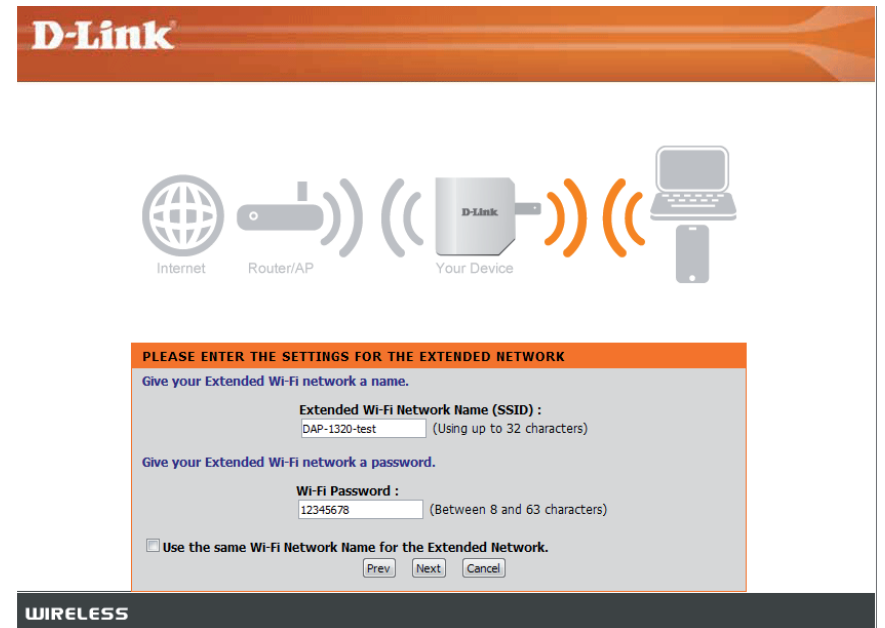 D-Link
D-Link
Internet
Router/AP
Your Device
PLEASE ENTER THE SETTINGS FOR THE EXTENDED NETWORK
Give your Extended Wi-Fi network a name.
Extended Wi-Fi Network Name (SSID) :
DAP-1320-test (Using up to 32 characters)
Give your Extended Wi-Fi network a password.
Wi-Fi Password :
12345678 (Between 8 and 63 characters)
Use the same Wi-Fi Network Name for the Extended Network.
Prev Next Cancel
WIRELESS